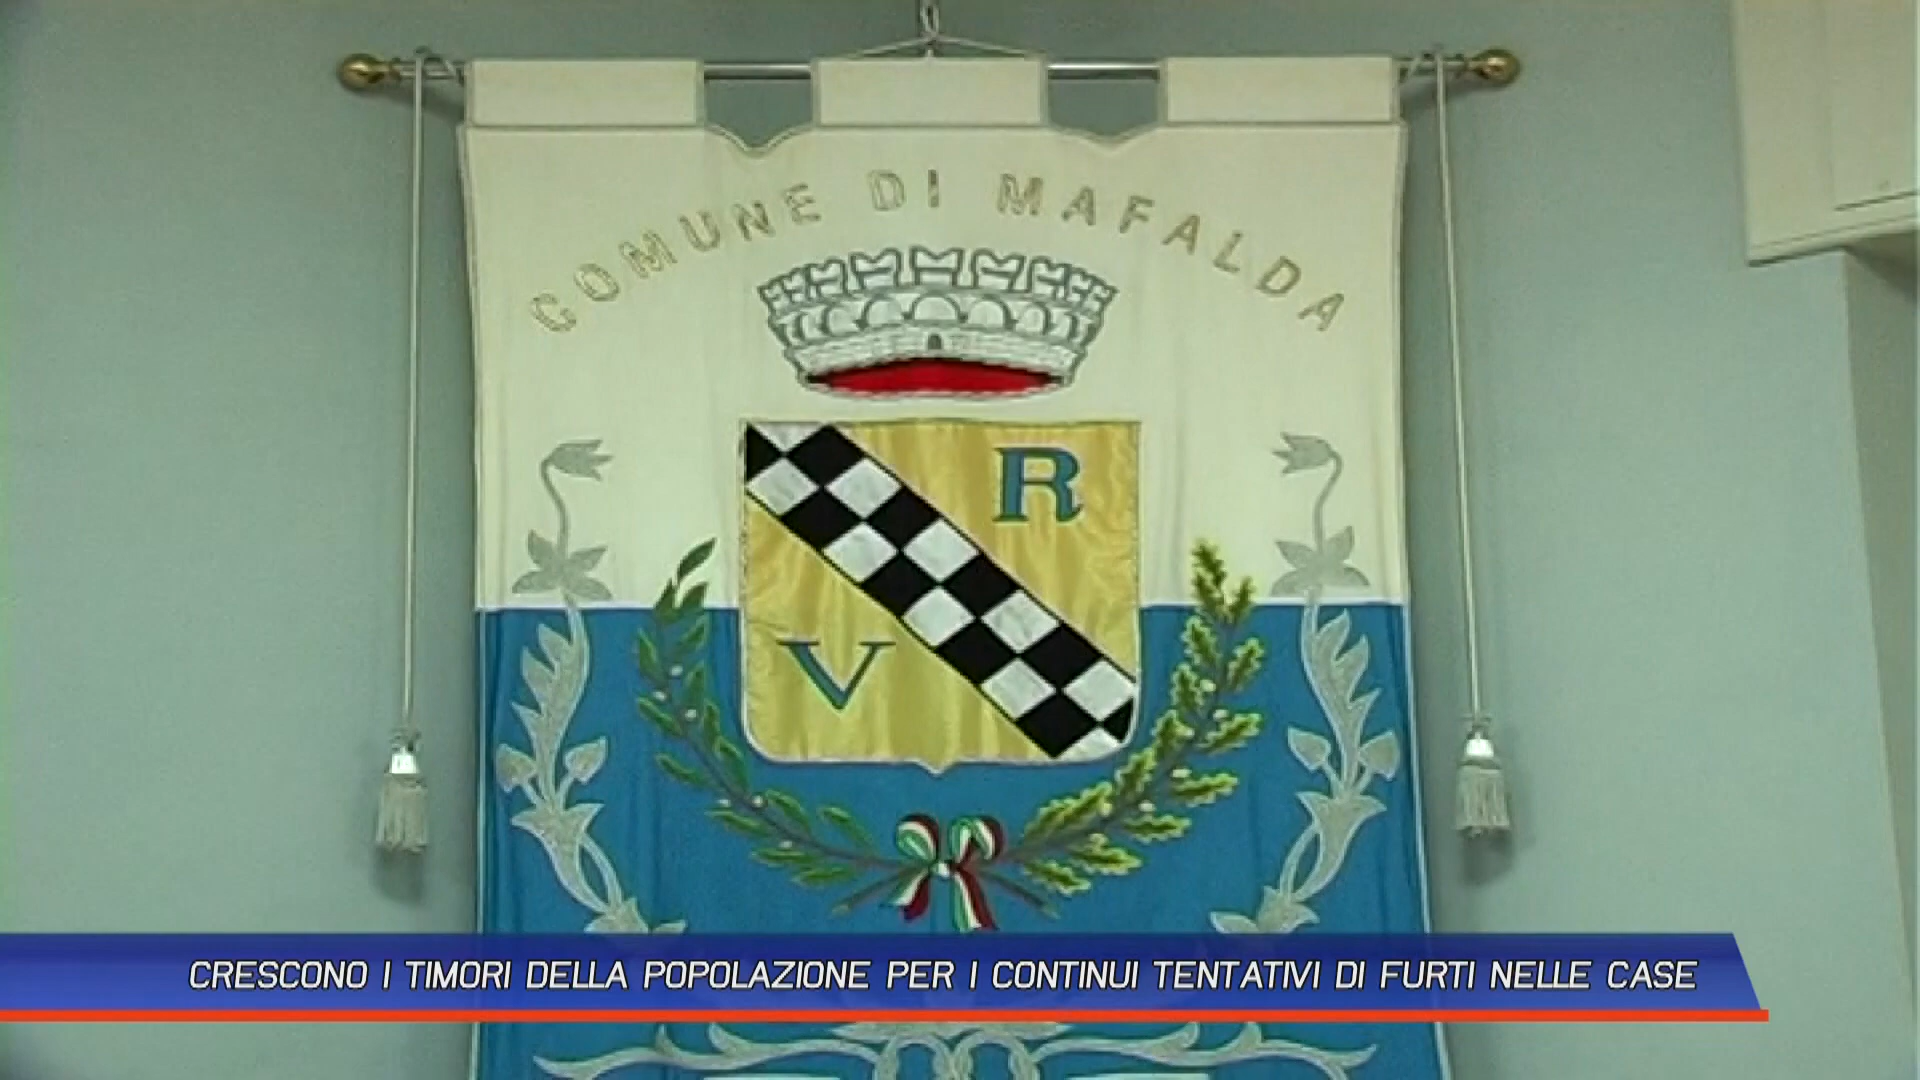 COMUNE DI MAFALDA
R
V
CRESCONO I TIMORI DELLA POPOLAZIONE PER I CONTINUI TENTATIVI DI FURTI NELLE CASE